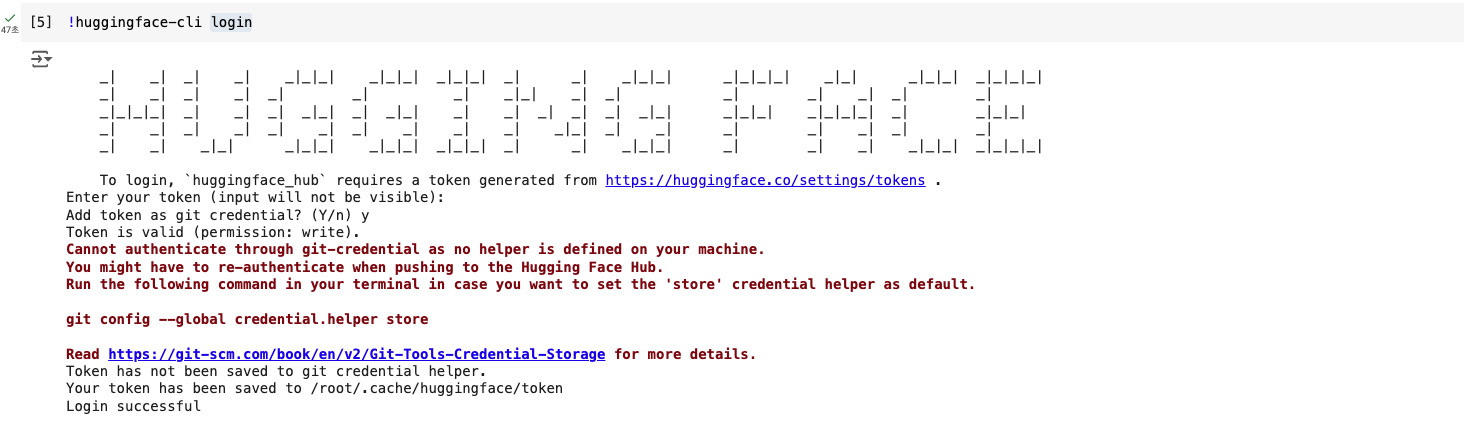 [5] !huggingface-cli login
47초
HUGGING FACE
To login, `huggingface_hub` requires a token generated from https://huggingface.co/settings/tokens .
Enter your token (input will not be visible):
Add token as git credential? (Y/n) y
Token is valid (permission: write).
Cannot authenticate through git-credential as no helper is defined on your machine.
You might have to re-authenticate when pushing to the Hugging Face Hub.
Run the following command in your terminal in case you want to set the 'store' credential helper as default.
git config --global credential.helper store
Read https://git-scm.com/book/en/v2/Git-Tools-Credential-Storage for more details.
Token has not been saved to git credential helper.
Your token has been saved to /root/.cache/huggingface/token
Login successful